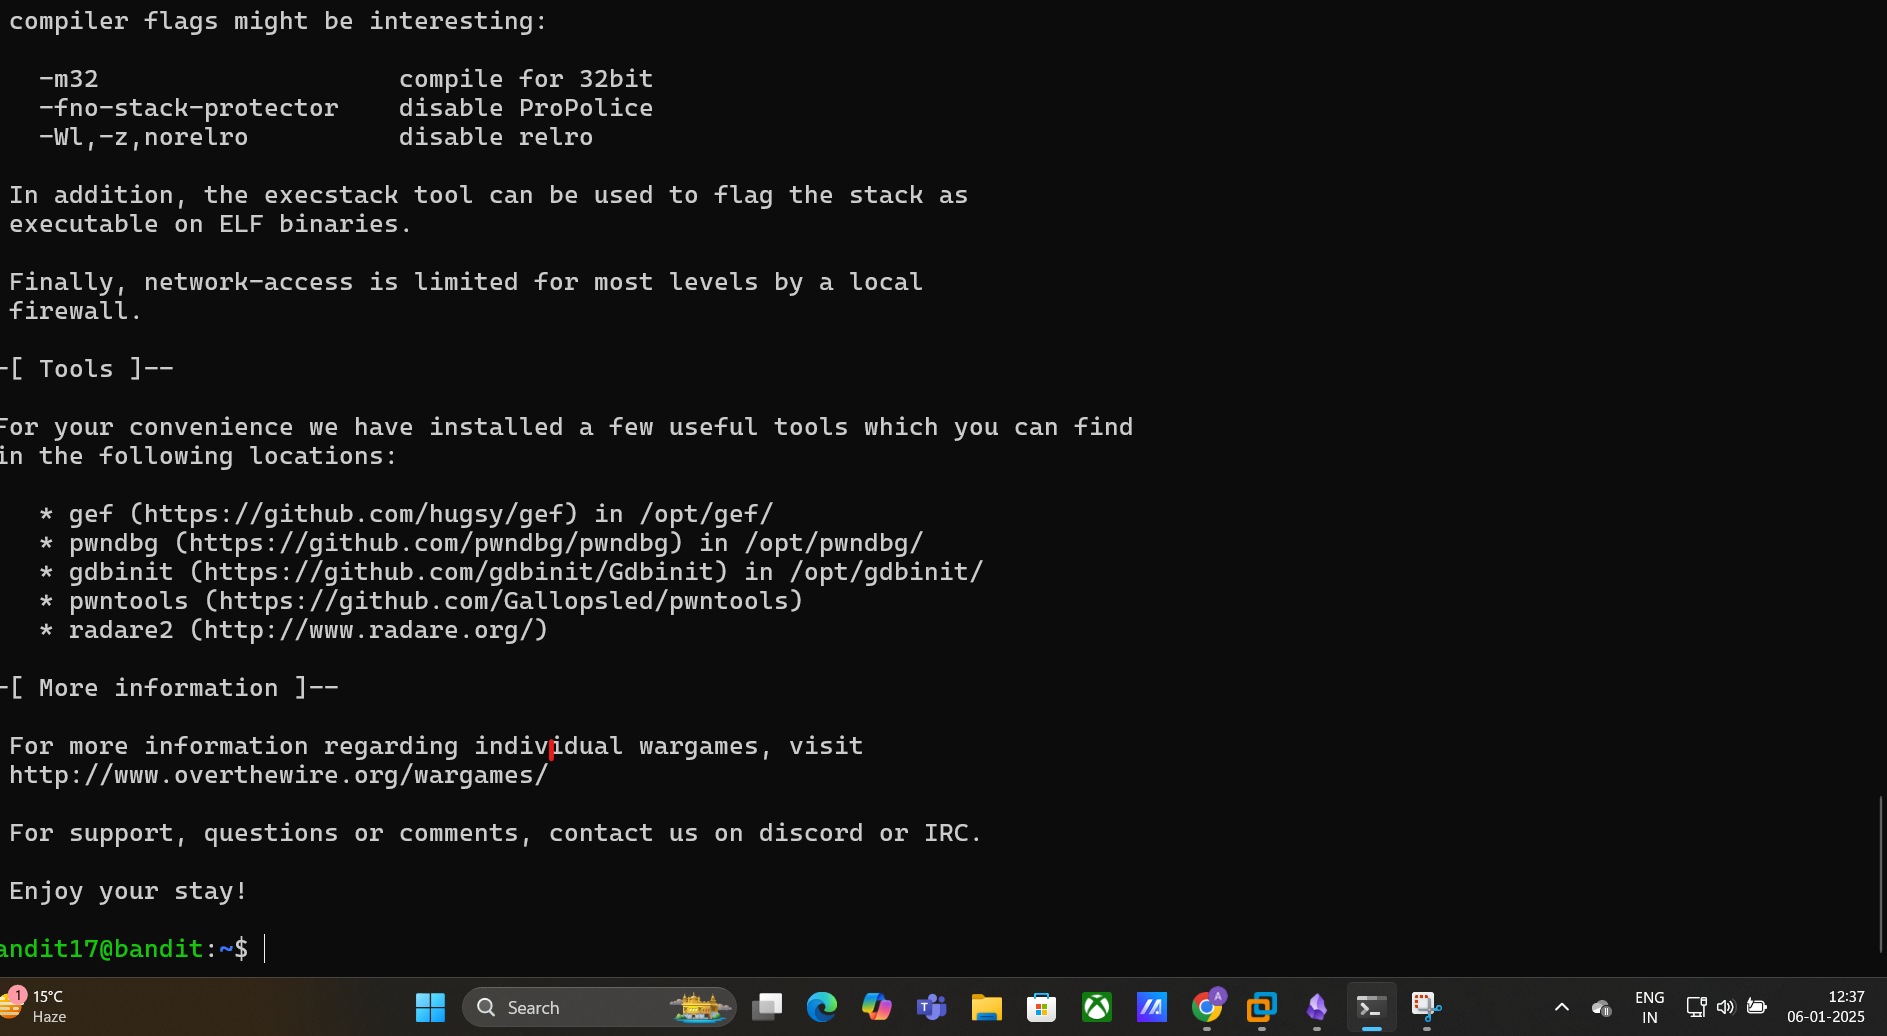 compiler flags might be interesting:
-m32                    compile for 32bit
-fno-stack-protector    disable ProPolice
-Wl,-z,norelro          disable relro
In addition, the execstack tool can be used to flag the stack as
executable on ELF binaries.
Finally, network-access is limited for most levels by a local
firewall.
-[ Tools ]--
For your convenience we have installed a few useful tools which you can find
in the following locations:
* gef (https://github.com/hugsy/gef) in /opt/gef/
* pwndbg (https://github.com/pwndbg/pwndbg) in /opt/pwndbg/
* gdbinit (https://github.com/gdbinit/Gdbinit) in /opt/gdbinit/
* pwntools (https://github.com/Gallopsled/pwntools)
* radare2 (http://www.radare.org/)
-[ More information ]--
For more information regarding individual wargames, visit
http://www.overthewire.org/wargames/
For support, questions or comments, contact us on discord or IRC.
Enjoy your stay!
andit17@bandit:~$
1
15°C
Haze
Search
T
A
ENG
IN
12:37
06-01-2025